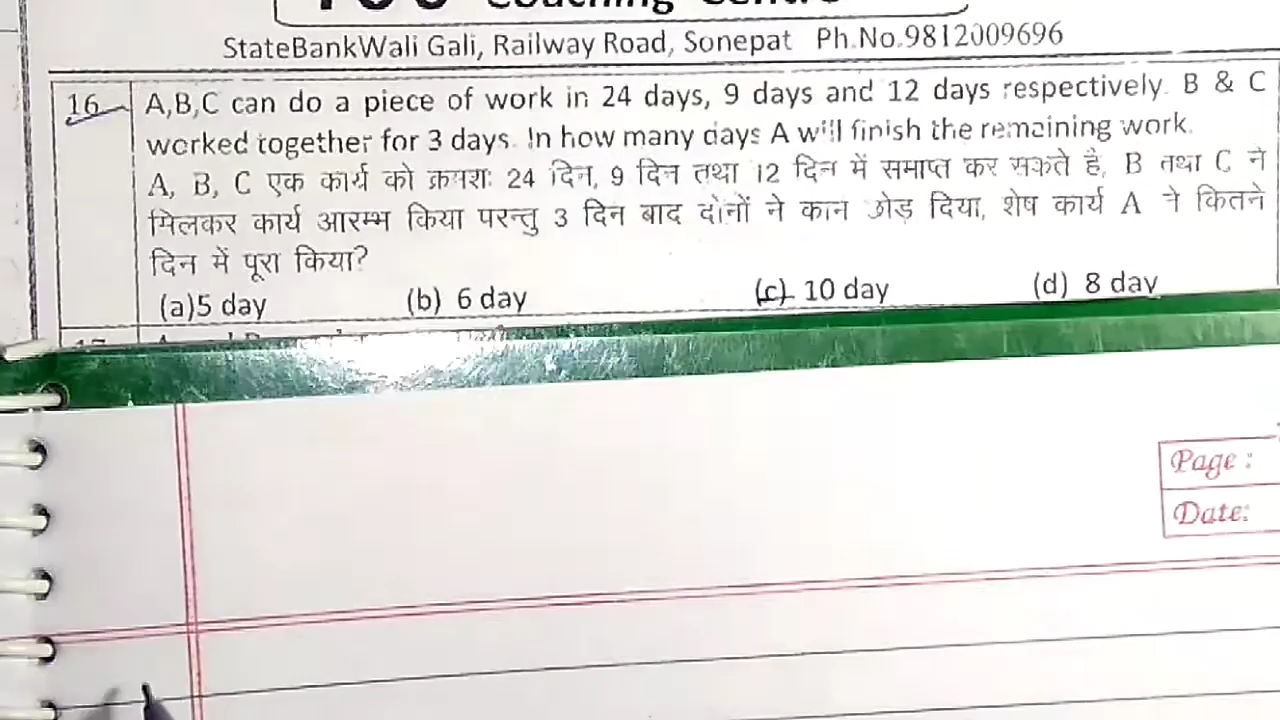 StateBankWali Gali, Railway Road, Sonepat Ph.No.9812009696
16 A,B,C can do a piece of work in 24 days, 9 days and 12 days respectively. B & C
worked together for 3 days. In how many days A will finish the remaining work.
A, B, C एक कार्य को क्रमशः 24 दिन, 9 दिन तथा 12 दिन में समाप्त कर सकते है, B तथा C ने
मिलकर कार्य आरम्भ किया परन्तु 3 दिन बाद दोनों ने काम छोड़ दिया, शेष कार्य A ने कितने
दिन में पूरा किया?
(a)5 day (b) 6 day (c) 10 day (d) 8 day
Page :
Date: